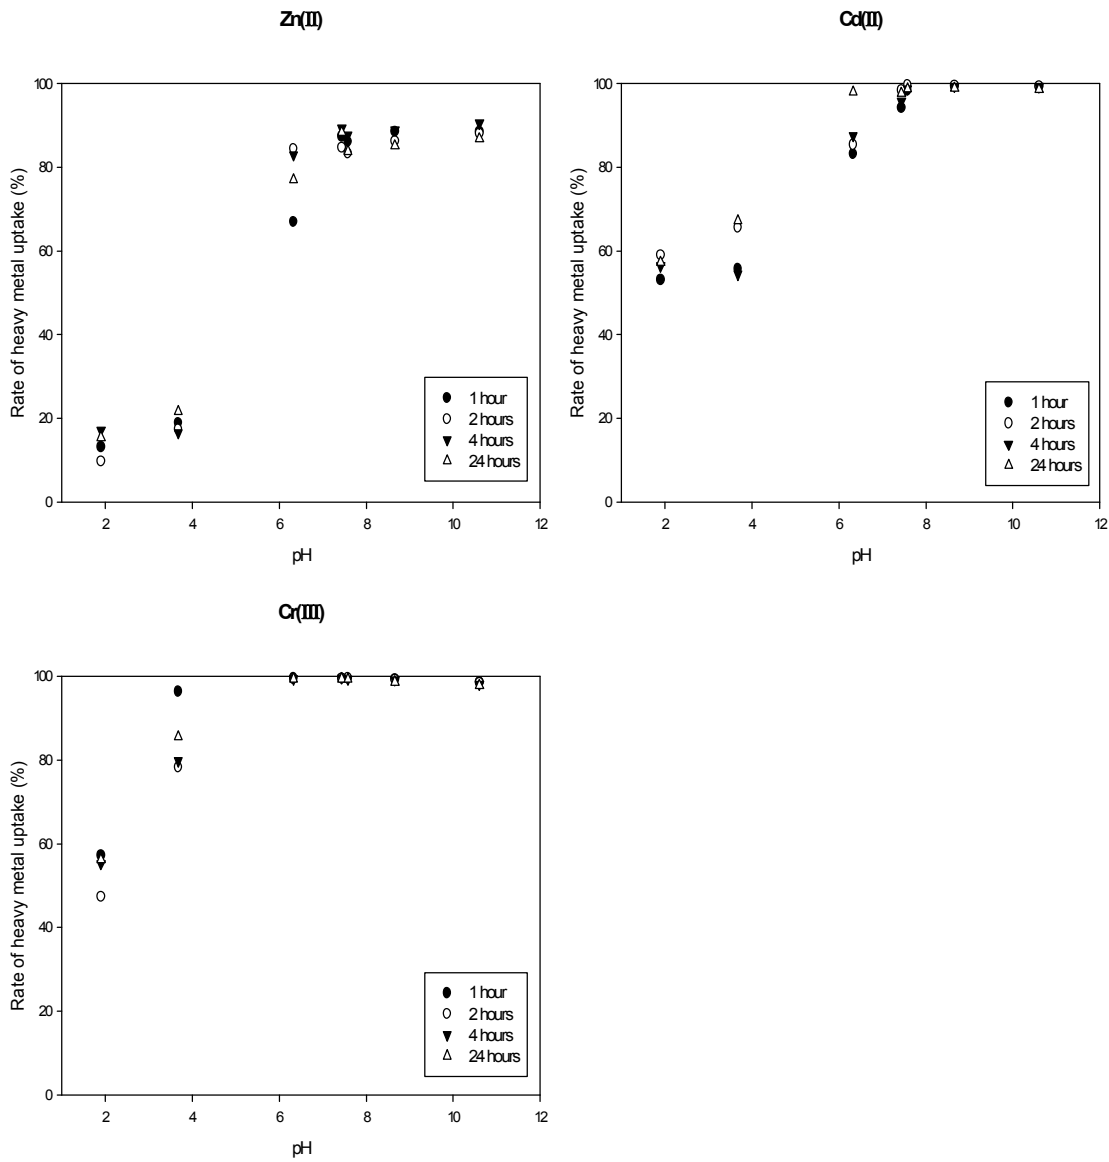 Zn(II)
Rate of heavy metal uptake (%)
100
80
60
40
20
0
1 hour
2 hours
4 hours
24 hours
2 4 6 8 10 12
pH
Cd(II)
Rate of heavy metal uptake (%)
100
80
60
40
20
0
1 hour
2 hours
4 hours
24 hours
2 4 6 8 10 12
pH
Cr(III)
Rate of heavy metal uptake (%)
100
80
60
40
20
0
1 hour
2 hours
4 hours
24 hours
2 4 6 8 10 12
pH